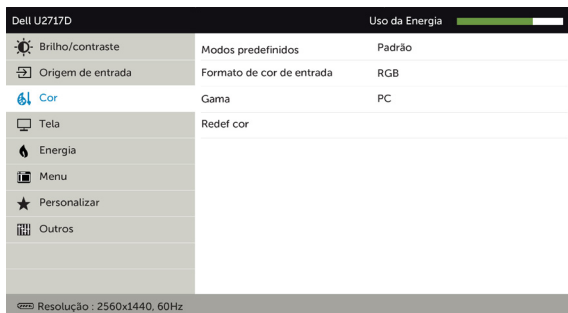 Dell U2717D Uso da Energia
Brilho/contraste Modos predefinidos Padrão
Origem de entrada Formato de cor de entrada RGB
Cor Gama PC
Tela Redef cor
Energia
Menu
Personalizar
Outros
Resolução : 2560x1440, 60Hz